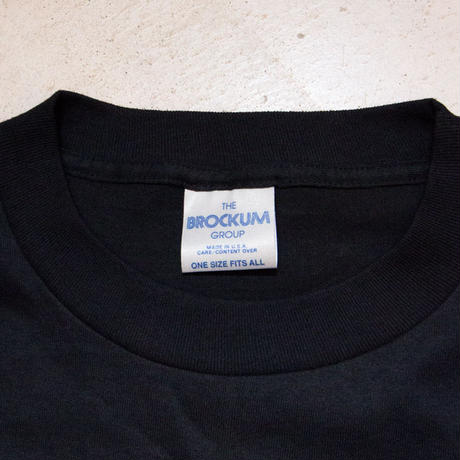 THE
BROCKUM
GROUP
MADE IN U.S.A.
CARE/CONTENT OVER
ONE SIZE FITS ALL